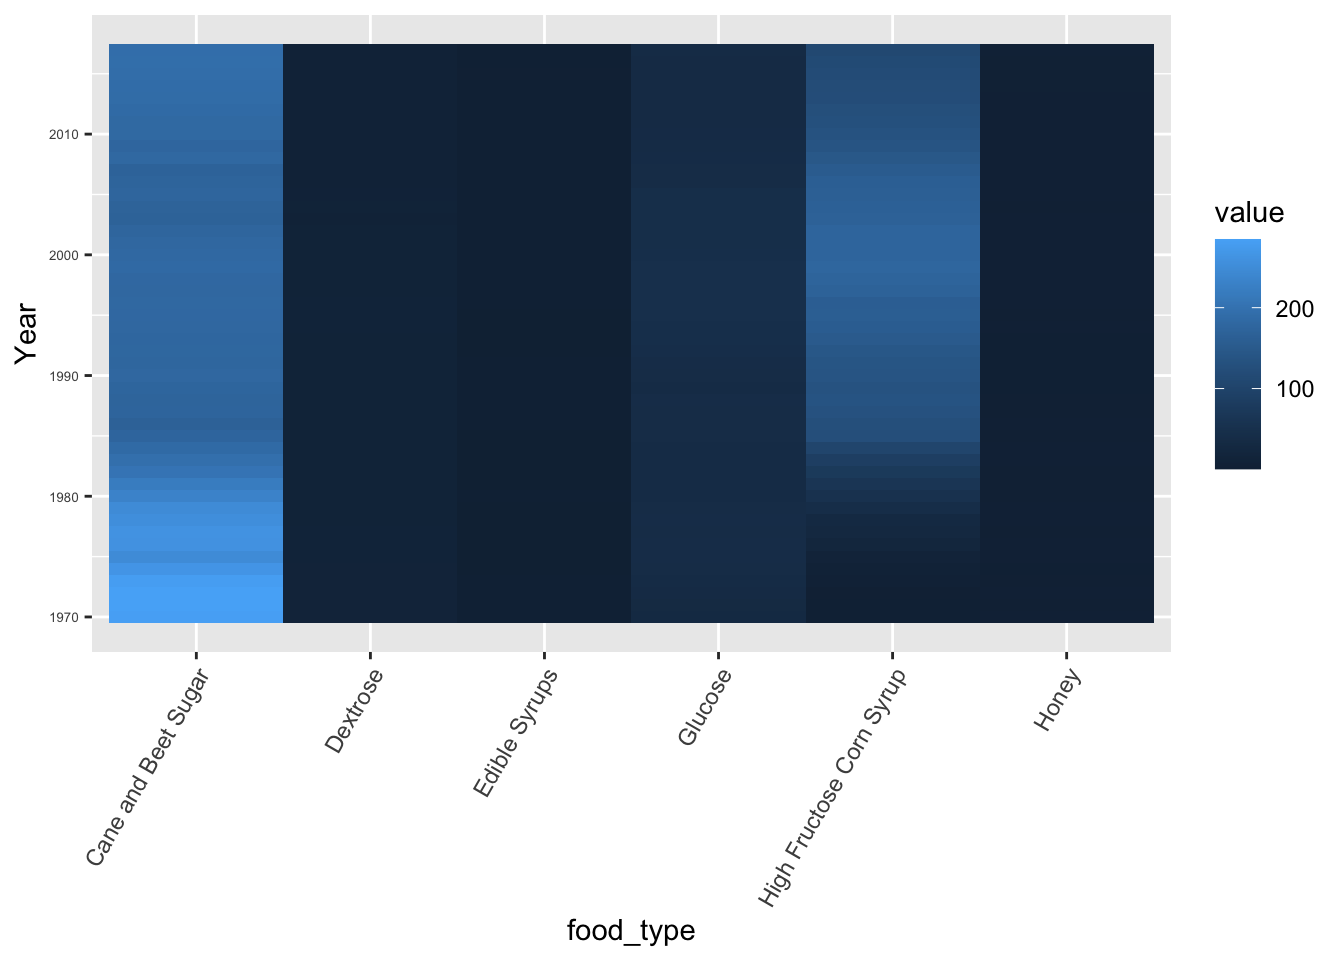 2010
2000
1990
1980
1970
Year
Cane and Beet Sugar
Dextrose
Edible Syrups
Glucose
High Fructose Corn Syrup
Honey
food_type
value
200
100